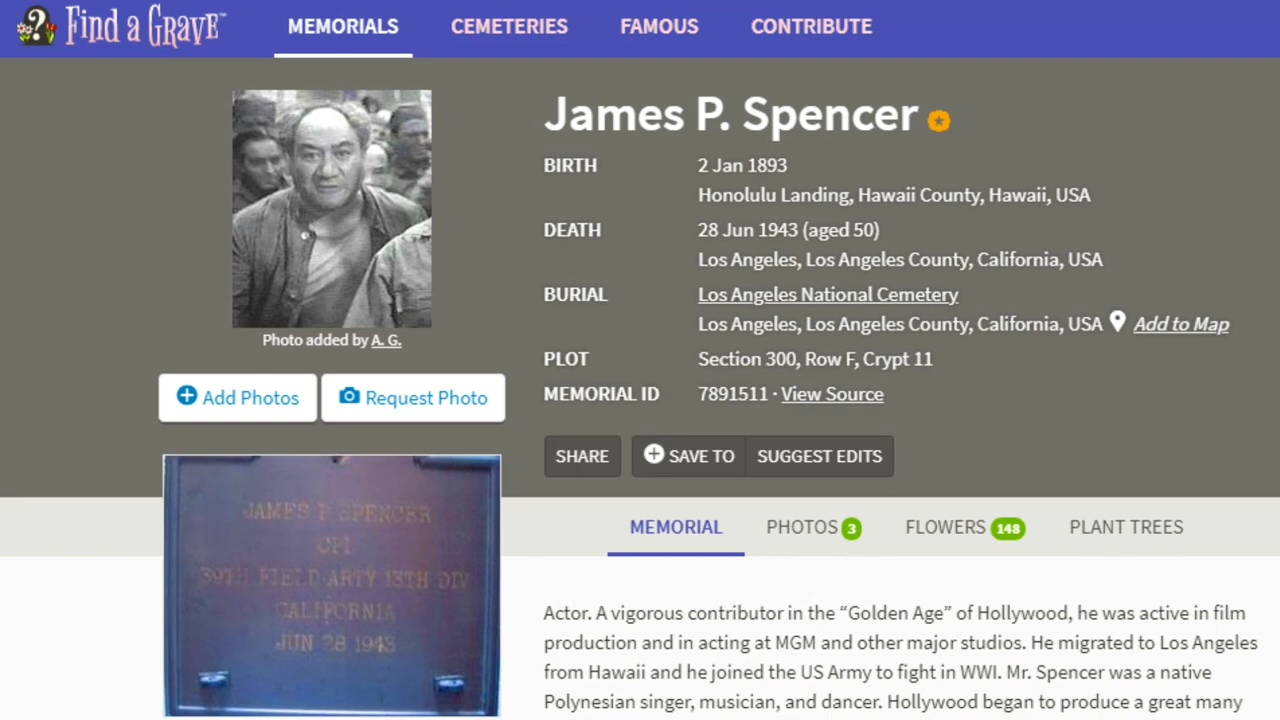 Find a Grave™
MEMORIALS CEMETERIES FAMOUS CONTRIBUTE
James P. Spencer
BIRTH 2 Jan 1893
Honolulu Landing, Hawaii County, Hawaii, USA
DEATH 28 Jun 1943 (aged 50)
Los Angeles, Los Angeles County, California, USA
BURIAL Los Angeles National Cemetery
Los Angeles, Los Angeles County, California, USA Add to Map
PLOT Section 300, Row F, Crypt 11
MEMORIAL ID 7891511 · View Source
Photo added by A. G.
Add Photos Request Photo
SHARE SAVE TO SUGGEST EDITS
MEMORIAL PHOTOS 3 FLOWERS 148 PLANT TREES
JAMES P SPENCER
CPL
39TH FIELD ARTY 13TH DIV
CALIFORNIA
JUN 28 1943
Actor. A vigorous contributor in the “Golden Age” of Hollywood, he was active in film
production and in acting at MGM and other major studios. He migrated to Los Angeles
from Hawaii and he joined the US Army to fight in WWI. Mr. Spencer was a native
Polynesian singer, musician, and dancer. Hollywood began to produce a great many